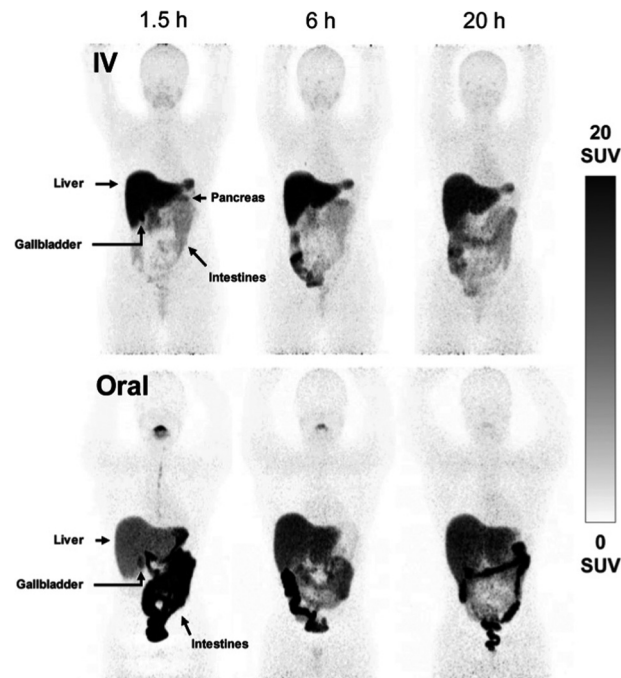 1.5 h
6 h
20 h
IV
Liver
Pancreas
Gallbladder
Intestines
20
SUV
0
SUV
Oral
Liver
Gallbladder
Intestines